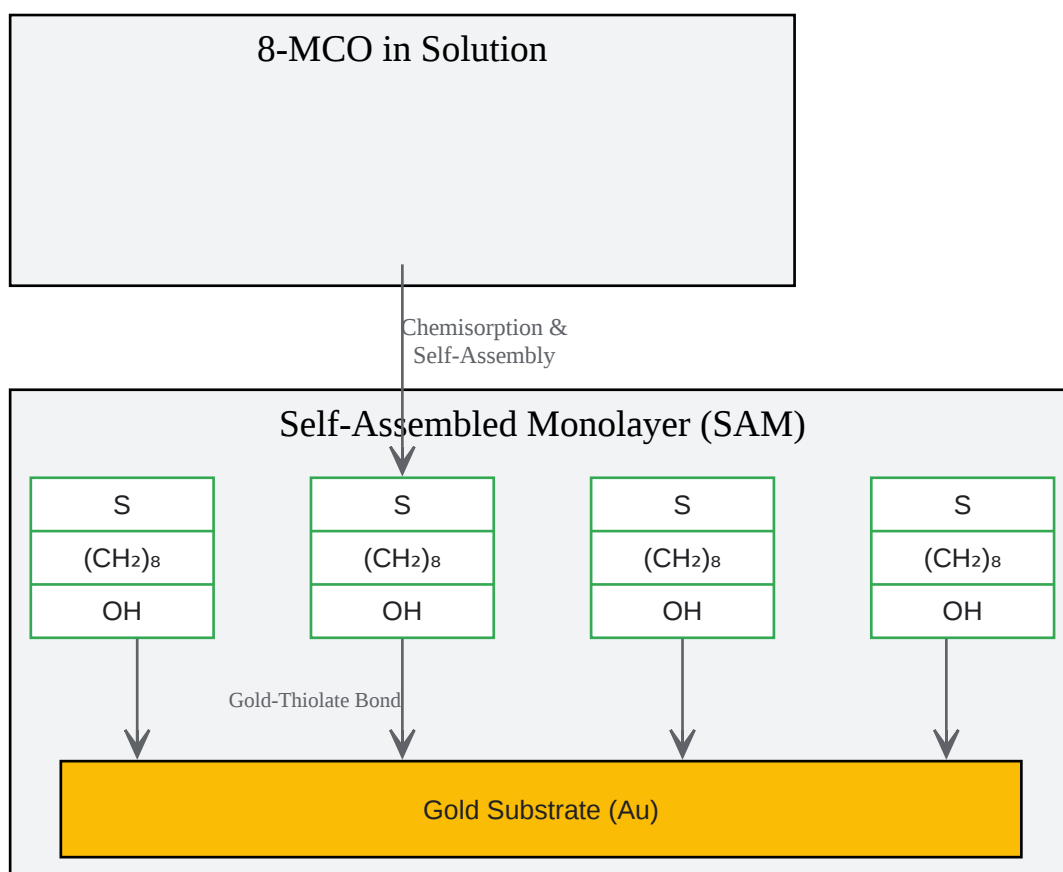 8-MCO in Solution
Chemisorption &
Self-Assembly
Self-Assembled Monolayer (SAM)
S
S
S
S
(CH₂)₈
(CH₂)₈
(CH₂)₈
(CH₂)₈
OH
OH
OH
OH
Gold-Thiolate Bond
Gold Substrate (Au)